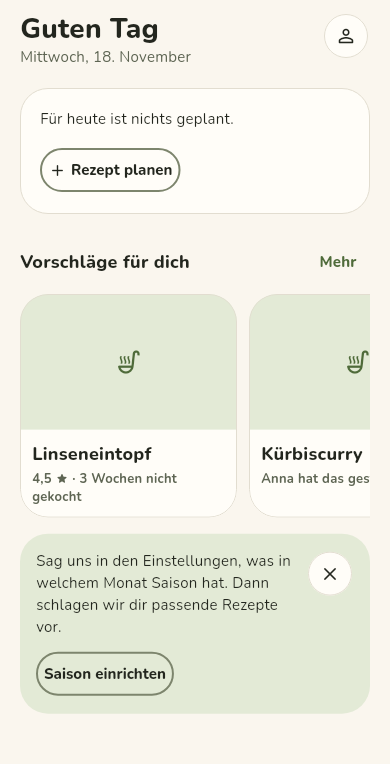 Guten Tag
Mittwoch, 18. November
Für heute ist nichts geplant.
+ Rezept planen
Vorschläge für dich
Mehr
Linseneintopf
4,5 ★ · 3 Wochen nicht
gekocht
Kürbiscurry
Anna hat das ges
Sag uns in den Einstellungen, was in
welchem Monat Saison hat. Dann
schlagen wir dir passende Rezepte
vor.
Saison einrichten